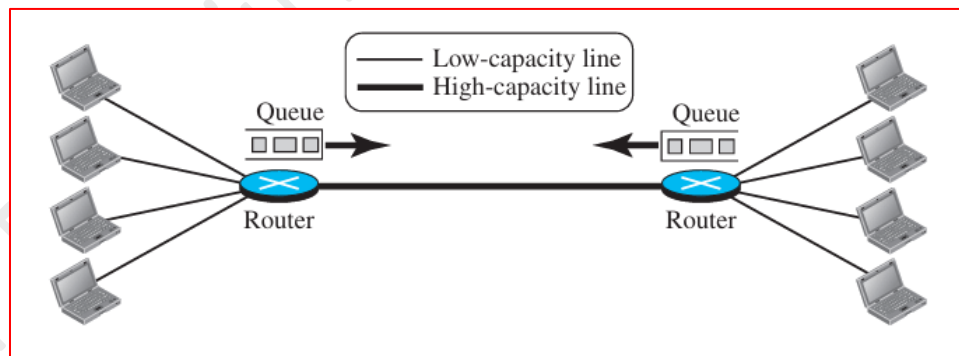 Low-capacity line
High-capacity line
Queue
Queue
Router
Router